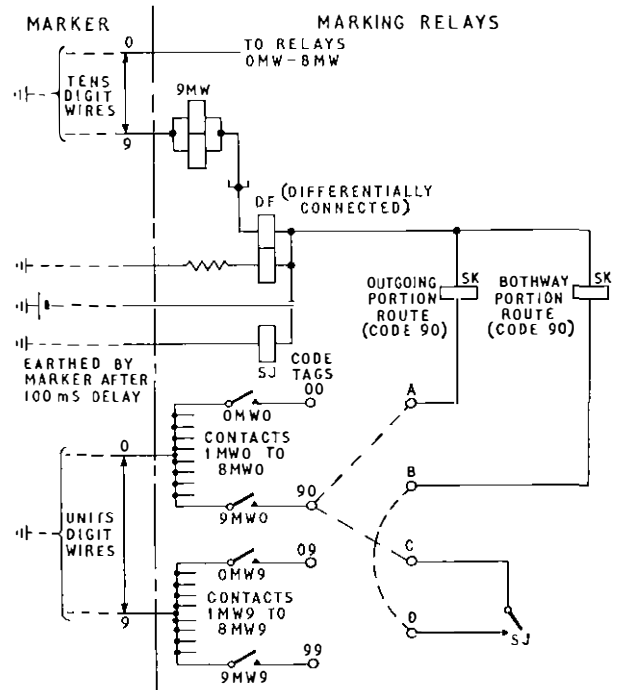 MARKER
MARKING RELAYS
0
TO RELAYS
0MW-8MW
TENS
DIGIT
WIRES
9MW
9
DF
(DIFFERENTIALLY
CONNECTED)
SK
SK
OUTGOING
PORTION
ROUTE
(CODE 90)
BOTHWAY
PORTION
ROUTE
(CODE 90)
SJ
EARTHED BY
MARKER AFTER
100mS DELAY
CODE
TAGS
00
0MW0
A
0
CONTACTS
1MW0 TO
8MW0
B
90
9MW0
UNITS
DIGIT
WIRES
C
09
0MW9
CONTACTS
1MW9 TO
8MW9
9
D
SJ
99
9MW9